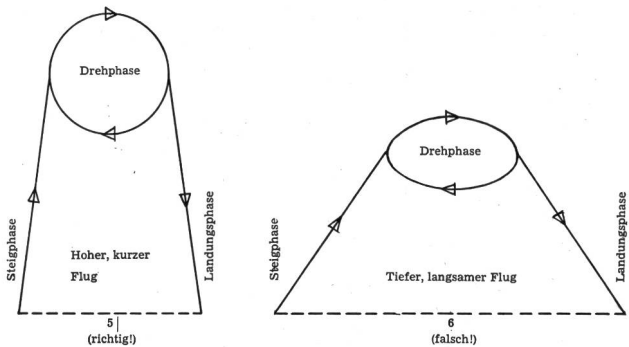 Drehphase
Steigphase
Hoher, kurzer
Flug
Landungsphase
5
(richtig!)
Drehphase
Steigphase
Tiefer, langsamer Flug
Landungsphase
6
(falsch!)